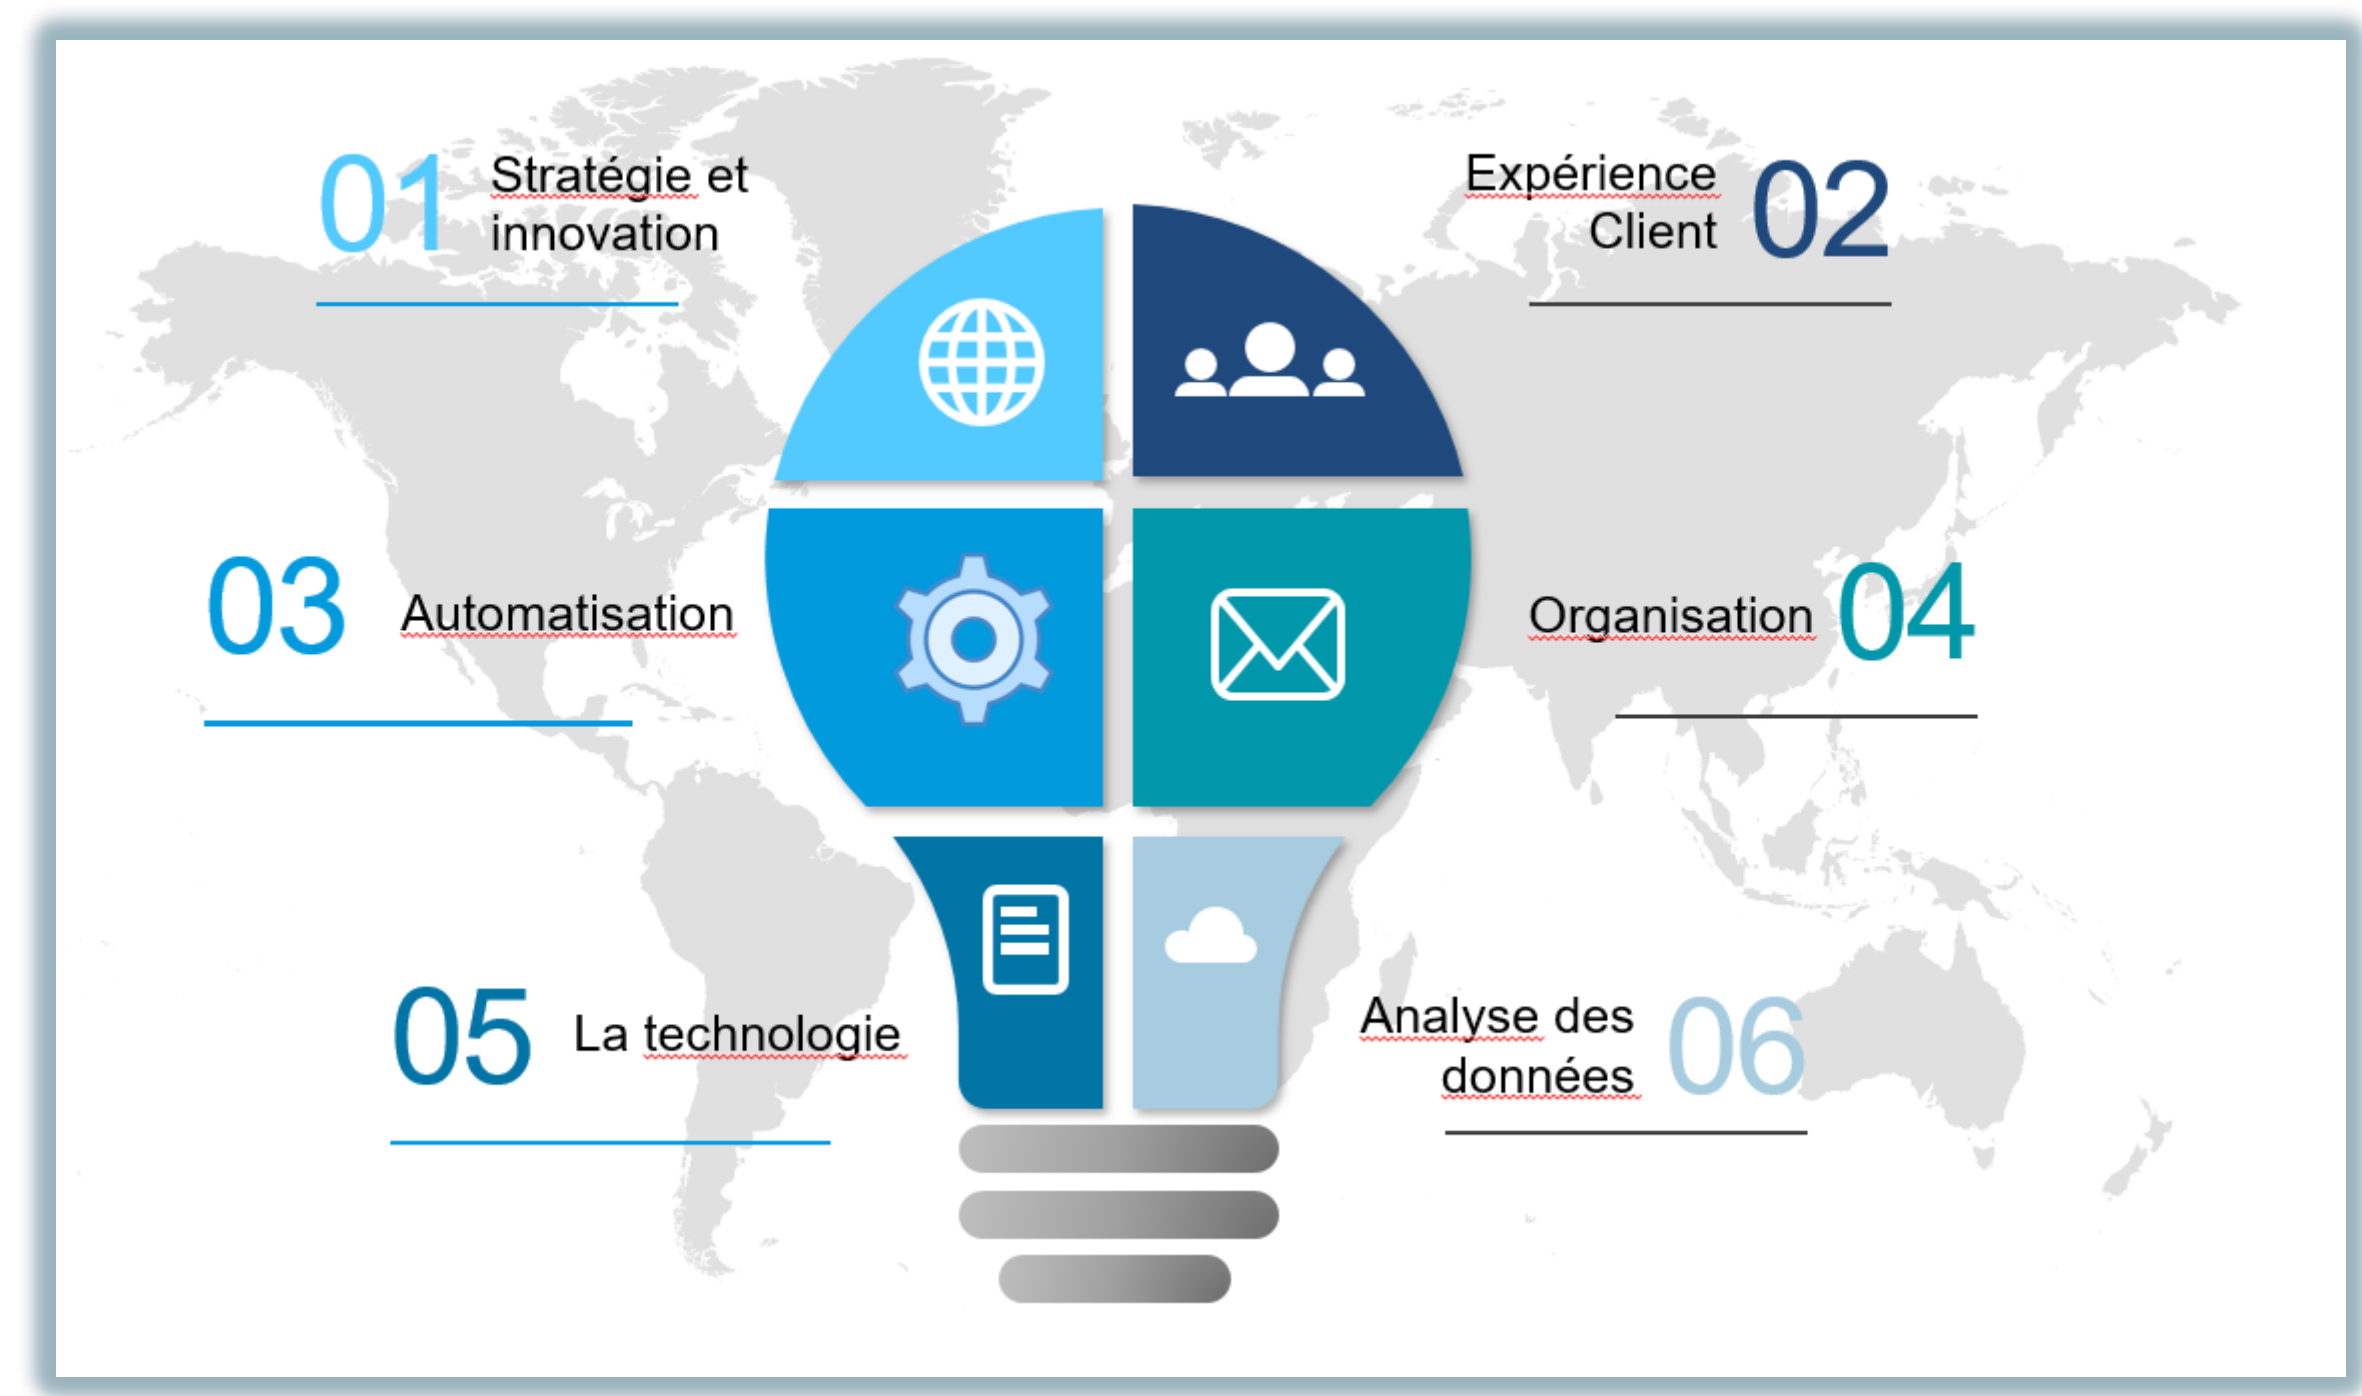 01
Stratégie et
innovation
Expérience
Client
02
03
Automatisation
Organisation
04
05
La technologie
Analyse des
données
06